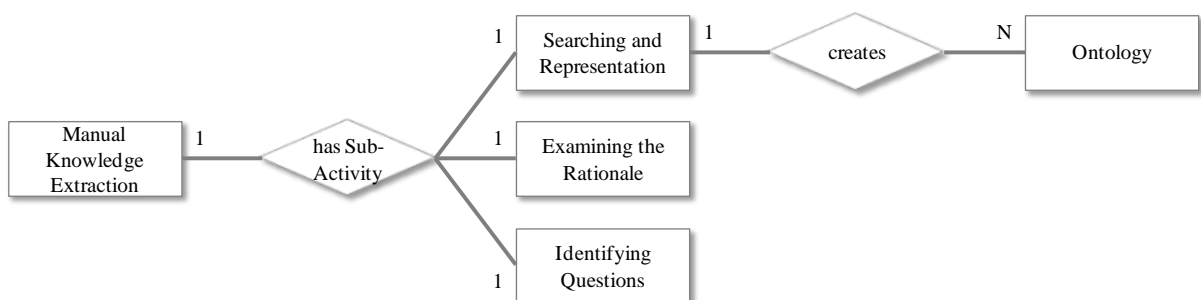 1
Searching and
Representation
1
creates
N
Ontology
Manual
Knowledge
Extraction
1
has Sub-
Activity
1
Examining the
Rationale
1
Identifying
Questions